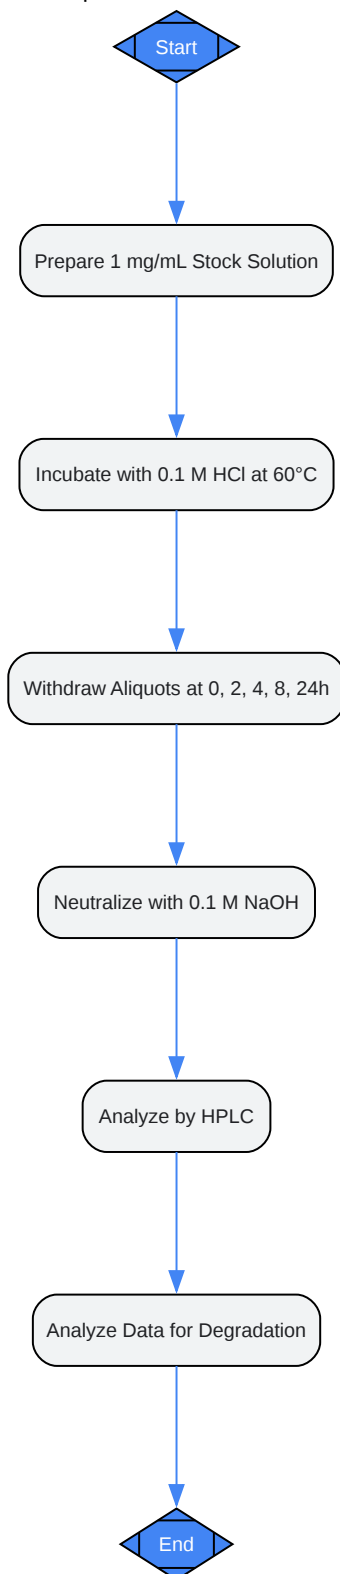 Start
Prepare 1 mg/mL Stock Solution
Incubate with 0.1 M HCl at 60°C
Withdraw Aliquots at 0, 2, 4, 8, 24h
Neutralize with 0.1 M NaOH
Analyze by HPLC
Analyze Data for Degradation
End